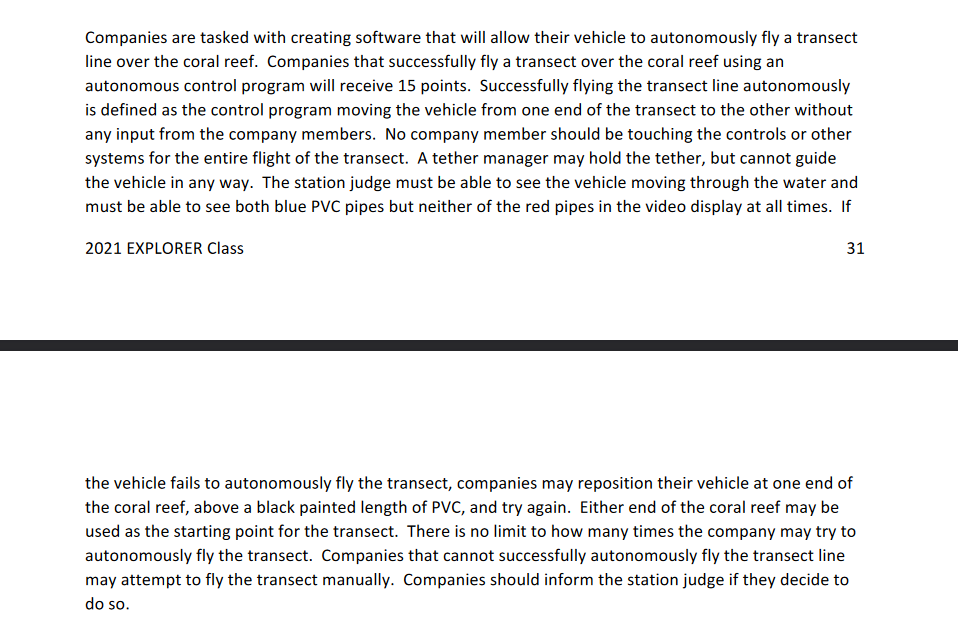 Companies are tasked with creating software that will allow their vehicle to autonomously fly a transect
line over the coral reef.  Companies that successfully fly a transect over the coral reef using an
autonomous control program will receive 15 points.  Successfully flying the transect line autonomously
is defined as the control program moving the vehicle from one end of the transect to the other without
any input from the company members.  No company member should be touching the controls or other
systems for the entire flight of the transect.  A tether manager may hold the tether, but cannot guide
the vehicle in any way.  The station judge must be able to see the vehicle moving through the water and
must be able to see both blue PVC pipes but neither of the red pipes in the video display at all times.  If
2021 EXPLORER Class 31
the vehicle fails to autonomously fly the transect, companies may reposition their vehicle at one end of
the coral reef, above a black painted length of PVC, and try again.  Either end of the coral reef may be
used as the starting point for the transect.  There is no limit to how many times the company may try to
autonomously fly the transect.  Companies that cannot successfully autonomously fly the transect line
may attempt to fly the transect manually.  Companies should inform the station judge if they decide to
do so.